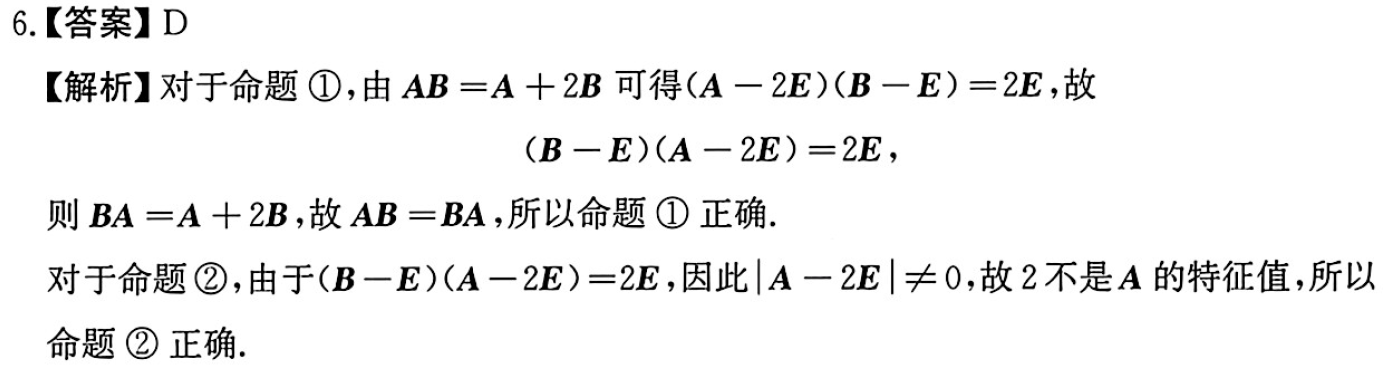 6.【答案】D
【解析】对于命题 ①,由 AB =A + 2B 可得(A - 2E)(B - E) = 2E,故
(B - E)(A - 2E) = 2E,
则 BA =A + 2B,故 AB =BA,所以命题 ① 正确.
对于命题 ②,由于(B - E)(A - 2E) = 2E,因此|A - 2E| ≠ 0,故 2 不是 A 的特征值,所以
命题 ② 正确.